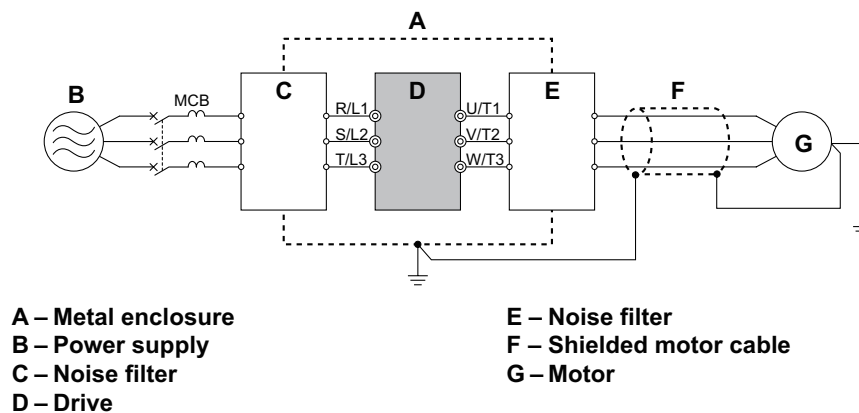 A
B
MCB
C
R/L1
S/L2
T/L3
D
U/T1
V/T2
W/T3
E
F
G
A – Metal enclosure
B – Power supply
C – Noise filter
D – Drive
E – Noise filter
F – Shielded motor cable
G – Motor